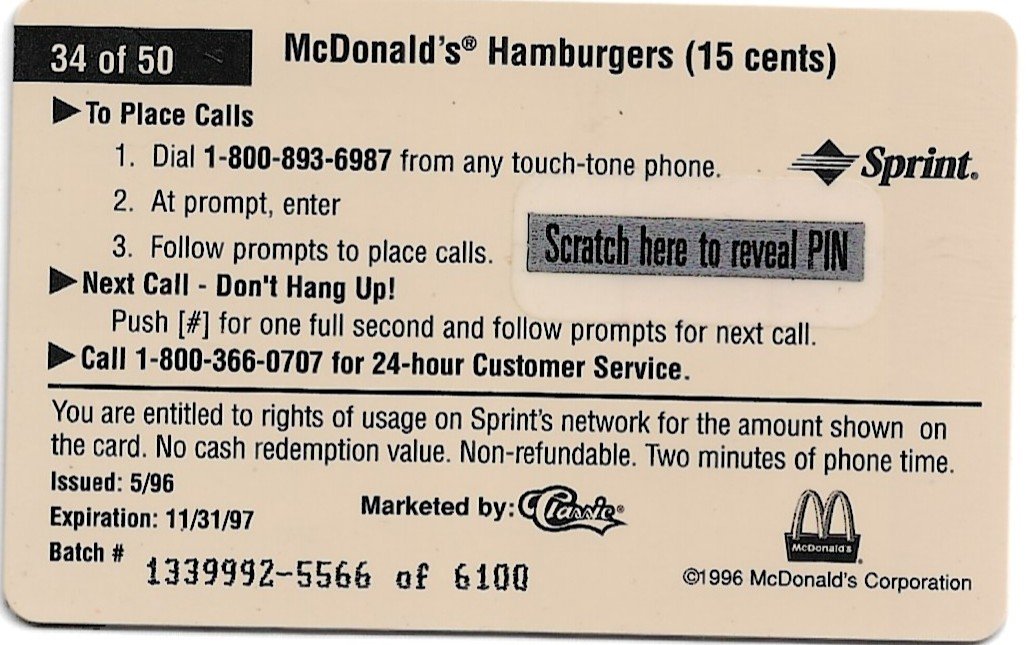 34 of 50
McDonald's® Hamburgers (15 cents)
▶To Place Calls
1. Dial 1-800-893-6987 from any touch-tone phone.
Sprint.
2. At prompt, enter
Scratch here to reveal PIN
3. Follow prompts to place calls.
▶Next Call - Don't Hang Up!
Push [#] for one full second and follow prompts for next call.
▶Call 1-800-366-0707 for 24-hour Customer Service.
You are entitled to rights of usage on Sprint's network for the amount shown on
the card. No cash redemption value. Non-refundable. Two minutes of phone time.
Issued: 5/96
Expiration: 11/31/97
Marketed by: Classic®
Batch #
1339992-5566 of 6100
McDonald's
©1996 McDonald's Corporation